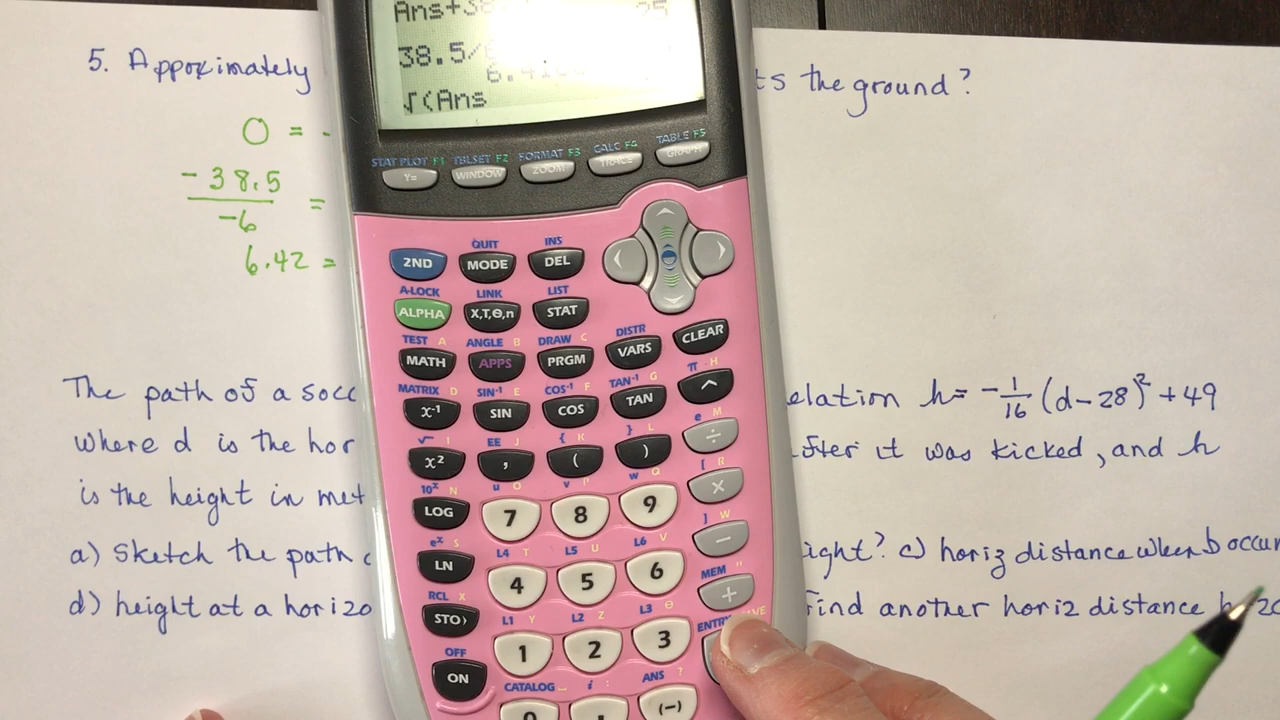 Ans+38
25
38.5/6
6.41
√(Ans
5. Approximately ts the ground?
0 = -
-38.5
-6 =
6.42 =
STAT PLOT F1 TBLSET F2 FORMAT F3 CALC F4 TABLE F5
Y= WINDOW ZOOM TRACE GRAPH
QUIT INS
2ND MODE DEL
A-LOCK LINK LIST
ALPHA X,T,Θ,n STAT
TEST A ANGLE B DRAW C DISTR
MATH APPS PRGM VARS CLEAR
MATRIX D SIN⁻¹ E COS⁻¹ F TAN⁻¹ G π H
x⁻¹ SIN COS TAN ^
√ I EE J { K } L e M
x² , ( ) ÷
10ˣ N u O v P w Q [ R
LOG 7 8 9 ×
eˣ S L4 T L5 U L6 V ] W
LN 4 5 6 −
RCL X L1 Y L2 Z L3 θ MEM "
STO› 1 2 3 +
OFF CATALOG i : ANS ? ENTRY
ON 0 . (−)
The path of a socc elation h= -1/16 (d-28)² +49
where d is the hor after it was kicked, and h
is the height in met
a) Sketch the path ight? c) horiz distance when b occur
d) height at a horizo Find another horiz distance